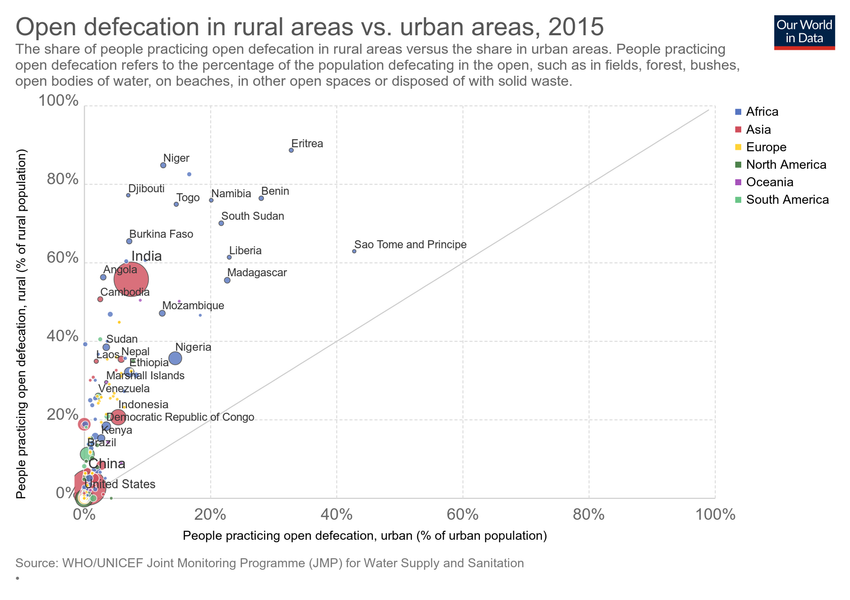 Open defecation in rural areas vs. urban areas, 2015
Our World
in Data
The share of people practicing open defecation in rural areas versus the share in urban areas. People practicing
open defecation refers to the percentage of the population defecating in the open, such as in fields, forest, bushes,
open bodies of water, on beaches, in other open spaces or disposed of with solid waste.
People practicing open defecation, rural (% of rural population)
100%
80%
60%
40%
20%
0%
Eritrea
Niger
Djibouti
Togo
Namibia
Benin
South Sudan
Burkina Faso
Liberia
Sao Tome and Principe
India
Angola
Madagascar
Cambodia
Mozambique
Sudan
Nigeria
Laos
Nepal
Ethiopia
Marshall Islands
Venezuela
Indonesia
Democratic Republic of Congo
Kenya
Brazil
China
United States
0%
20%
40%
60%
80%
100%
People practicing open defecation, urban (% of urban population)
Africa
Asia
Europe
North America
Oceania
South America
Source: WHO/UNICEF Joint Monitoring Programme (JMP) for Water Supply and Sanitation
•